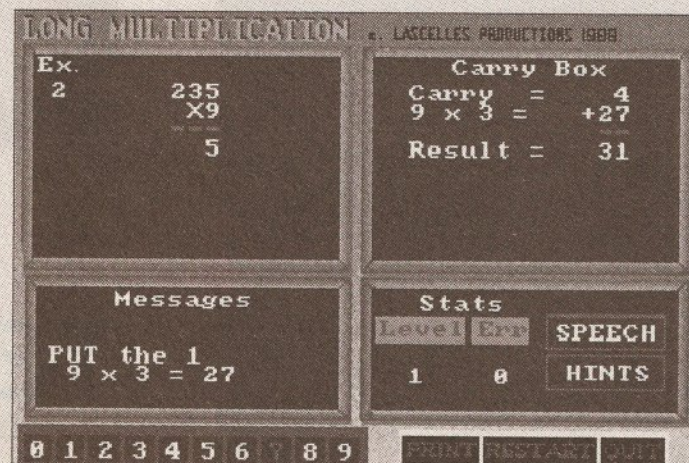 LONG MULTIPLICATION c. LASCELLES PRODUCTIONS 1989
Ex.
2 235
X9
5
Carry Box
Carry = 4
9 x 3 = +27
Result = 31
Messages
PUT the 1
9 x 3 = 27
Stats
Level Err
1 0
SPEECH
HINTS
0 1 2 3 4 5 6 7 8 9
PRINT RESTART QUIT